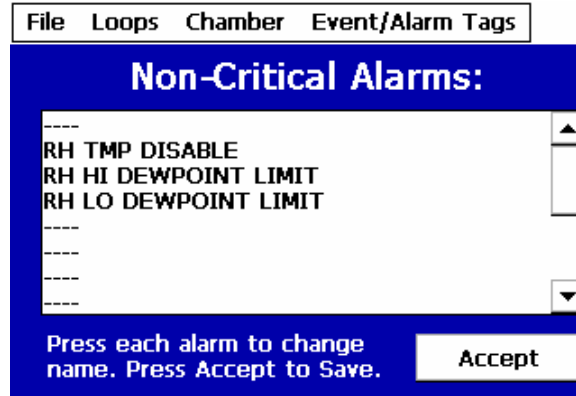 File Loops Chamber Event/Alarm Tags
Non-Critical Alarms:
----
RH TMP DISABLE
RH HI DEWPOINT LIMIT
RH LO DEWPOINT LIMIT
----
----
----
----
Press each alarm to change
name. Press Accept to Save.
Accept